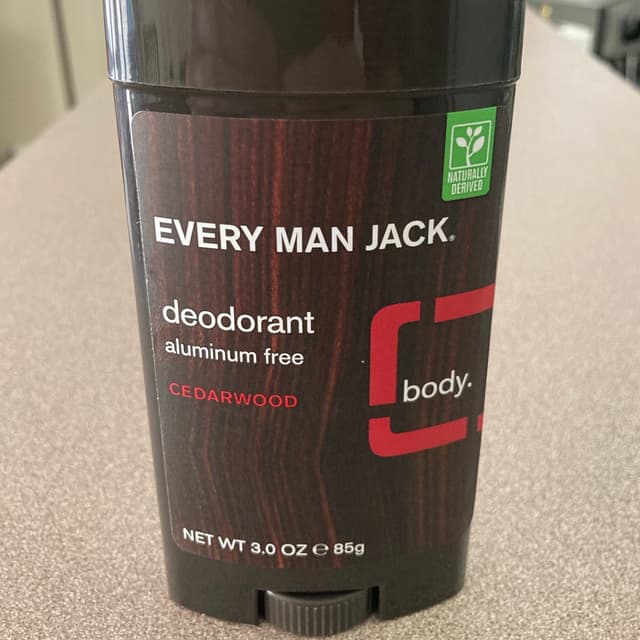 NATURALLY
DERIVED
EVERY MAN JACK®
deodorant
aluminum free
CEDARWOOD
body.
NET WT 3.0 OZ ℮ 85g